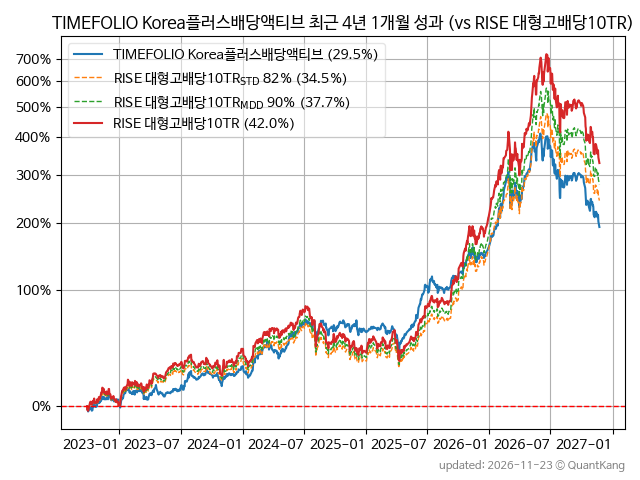 TIMEFOLIO Korea플러스배당액티브 최근 4년 1개월 성과 (vs RISE 대형고배당10TR)
TIMEFOLIO Korea플러스배당액티브 (29.5%)
RISE 대형고배당10TRSTD 82% (34.5%)
RISE 대형고배당10TRMDD 90% (37.7%)
RISE 대형고배당10TR (42.0%)
700%
600%
500%
400%
300%
200%
100%
0%
2023-01 2023-07 2024-01 2024-07 2025-01 2025-07 2026-01 2026-07 2027-01
updated: 2026-11-23 © QuantKang